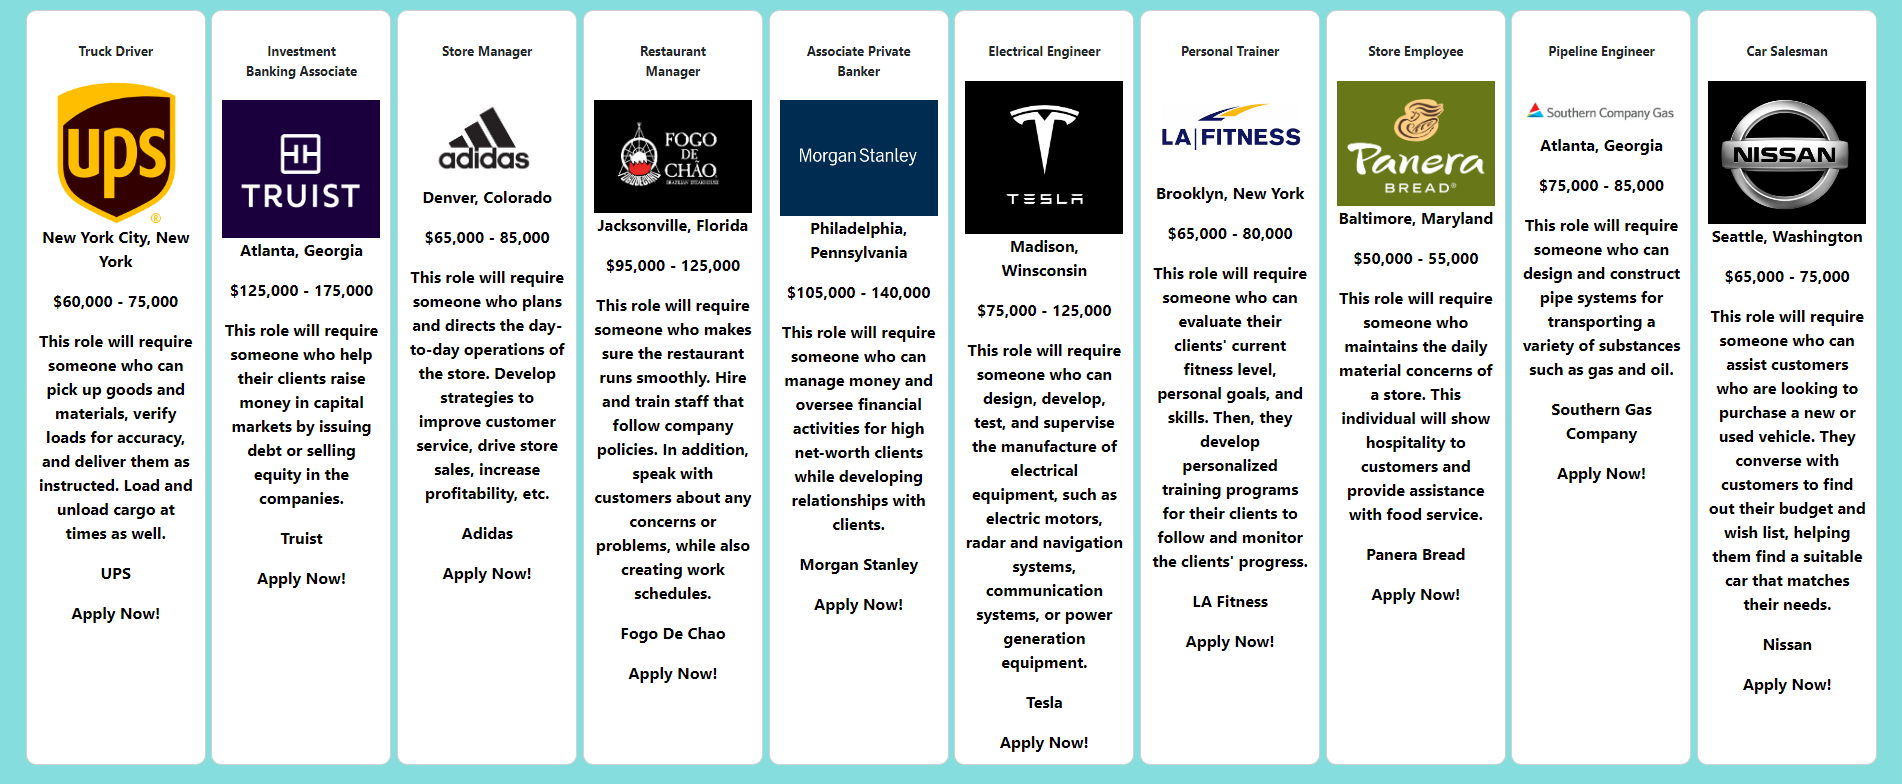 Truck Driver
ups
®
New York City, New
York
$60,000 - 75,000
This role will require
someone who can
pick up goods and
materials, verify
loads for accuracy,
and deliver them as
instructed. Load and
unload cargo at
times as well.
UPS
Apply Now!
Investment
Banking Associate
TRUIST
Atlanta, Georgia
$125,000 - 175,000
This role will require
someone who help
their clients raise
money in capital
markets by issuing
debt or selling
equity in the
companies.
Truist
Apply Now!
Store Manager
adidas
Denver, Colorado
$65,000 - 85,000
This role will require
someone who plans
and directs the day-
to-day operations of
the store. Develop
strategies to
improve customer
service, drive store
sales, increase
profitability, etc.
Adidas
Apply Now!
Restaurant
Manager
FOGO
DE
CHÃO
BRAZILIAN STEAKHOUSE
FOGO DE CHÃO
Jacksonville, Florida
$95,000 - 125,000
This role will require
someone who makes
sure the restaurant
runs smoothly. Hire
and train staff that
follow company
policies. In addition,
speak with
customers about any
concerns or
problems, while also
creating work
schedules.
Fogo De Chao
Apply Now!
Associate Private
Banker
Morgan Stanley
Philadelphia,
Pennsylvania
$105,000 - 140,000
This role will require
someone who can
manage money and
oversee financial
activities for high
net-worth clients
while developing
relationships with
clients.
Morgan Stanley
Apply Now!
Electrical Engineer
TESLA
Madison,
Winsconsin
$75,000 - 125,000
This role will require
someone who can
design, develop,
test, and supervise
the manufacture of
electrical
equipment, such as
electric motors,
radar and navigation
systems,
communication
systems, or power
generation
equipment.
Tesla
Apply Now!
Personal Trainer
LA|FITNESS
Brooklyn, New York
$65,000 - 80,000
This role will require
someone who can
evaluate their
clients' current
fitness level,
personal goals, and
skills. Then, they
develop
personalized
training programs
for their clients to
follow and monitor
the clients' progress.
LA Fitness
Apply Now!
Store Employee
Panera
BREAD®
Baltimore, Maryland
$50,000 - 55,000
This role will require
someone who
maintains the daily
material concerns of
a store. This
individual will show
hospitality to
customers and
provide assistance
with food service.
Panera Bread
Apply Now!
Pipeline Engineer
Southern Company Gas
Atlanta, Georgia
$75,000 - 85,000
This role will require
someone who can
design and construct
pipe systems for
transporting a
variety of substances
such as gas and oil.
Southern Gas
Company
Apply Now!
Car Salesman
NISSAN
Seattle, Washington
$65,000 - 75,000
This role will require
someone who can
assist customers
who are looking to
purchase a new or
used vehicle. They
converse with
customers to find
out their budget and
wish list, helping
them find a suitable
car that matches
their needs.
Nissan
Apply Now!